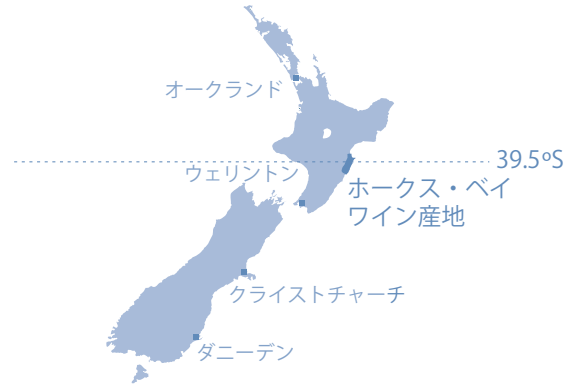 オークランド
39.5ºS
ウェリントン
ホークス・ベイ
ワイン産地
クライストチャーチ
ダニーデン